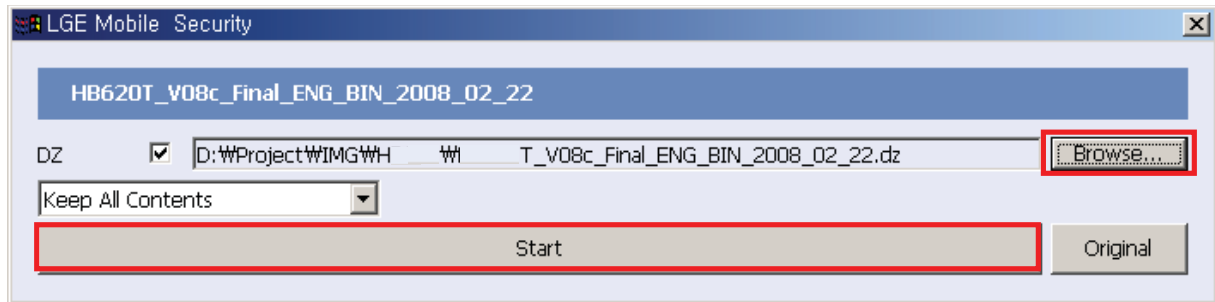 LGE Mobile Security
HB620T_V08c_Final_ENG_BIN_2008_02_22
DZ D:₩Project₩IMG₩H ₩ T_V08c_Final_ENG_BIN_2008_02_22.dz Browse...
Keep All Contents
Start Original